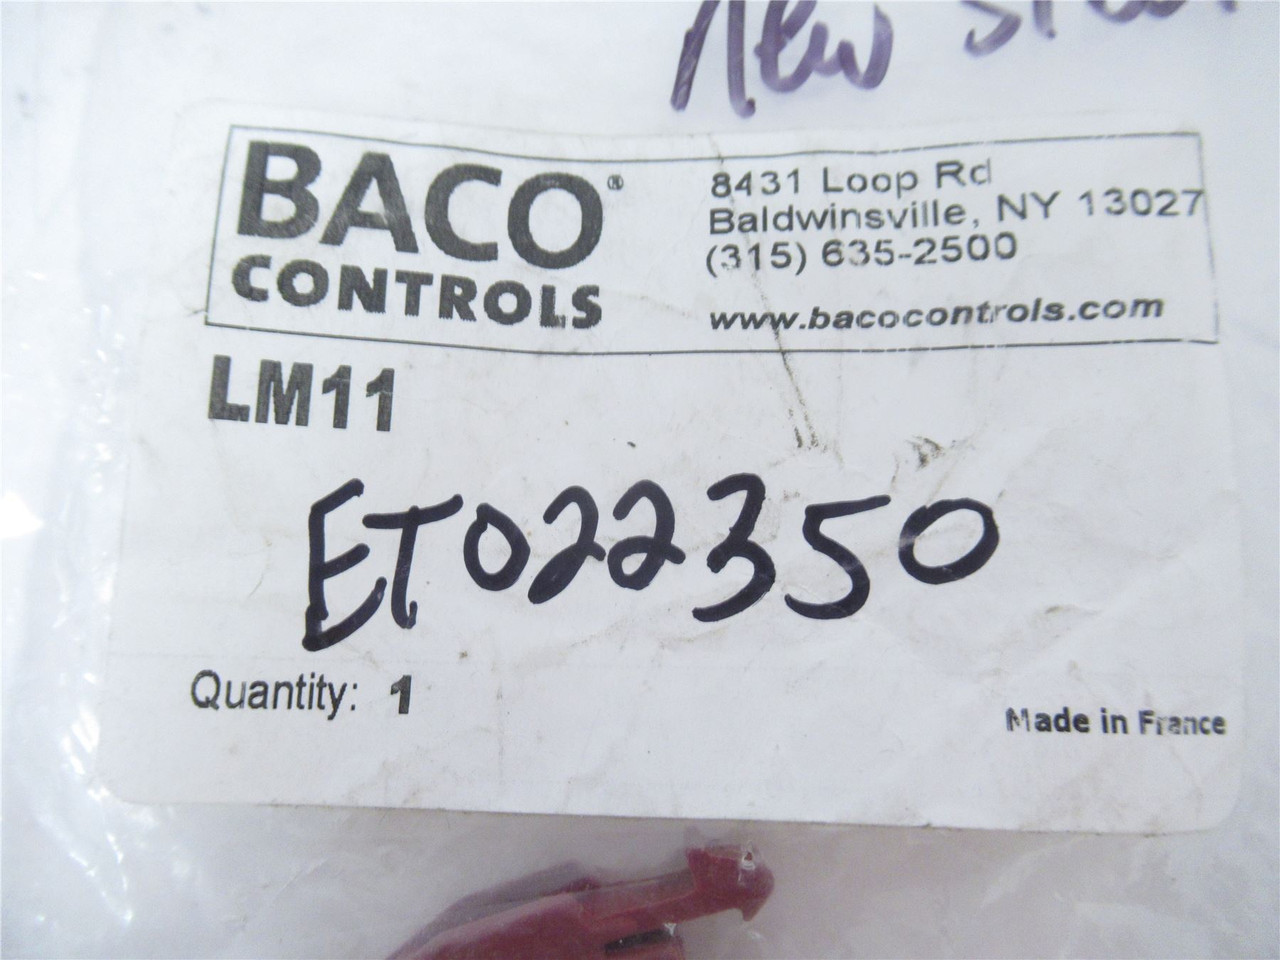 New
BACO®
CONTROLS
8431 Loop Rd
Baldwinsville, NY 13027
(315) 635-2500
www.bacocontrols.com
LM11
ET022350
Quantity: 1
Made in France